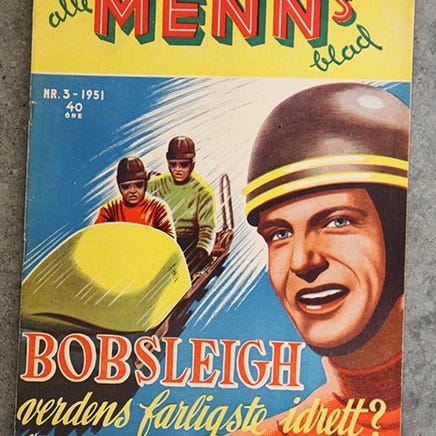 alle
MENNs
blad
NR. 3 - 1951
40
ØRE
BOBSLEIGH
verdens farligste idrett?